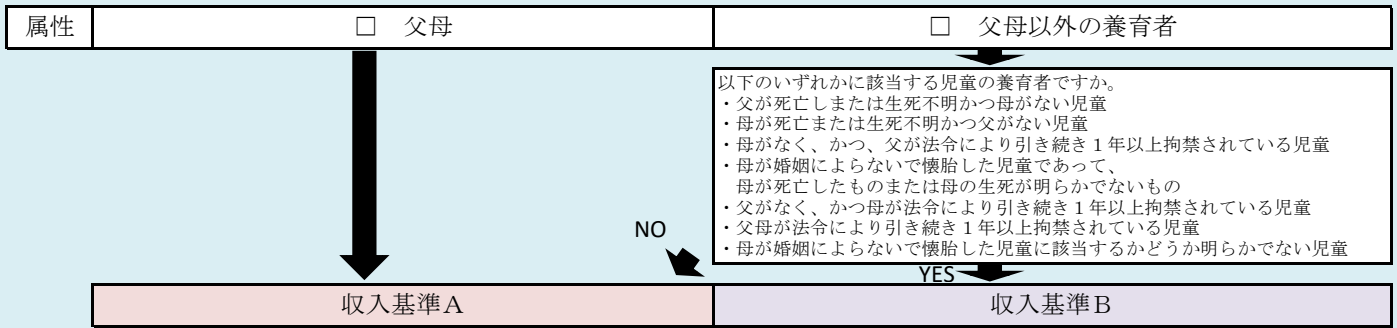 属性
□ 父母
□ 父母以外の養育者
以下のいずれかに該当する児童の養育者ですか。
・父が死亡しまたは生死不明かつ母がない児童
・母が死亡または生死不明かつ父がない児童
・母がなく、かつ、父が法令により引き続き１年以上拘禁されている児童
・母が婚姻によらないで懐胎した児童であって、
母が死亡したものまたは母の生死が明らかでないもの
・父がなく、かつ母が法令により引き続き１年以上拘禁されている児童
・父母が法令により引き続き１年以上拘禁されている児童
・母が婚姻によらないで懐胎した児童に該当するかどうか明らかでない児童
NO
YES
収入基準A
収入基準B